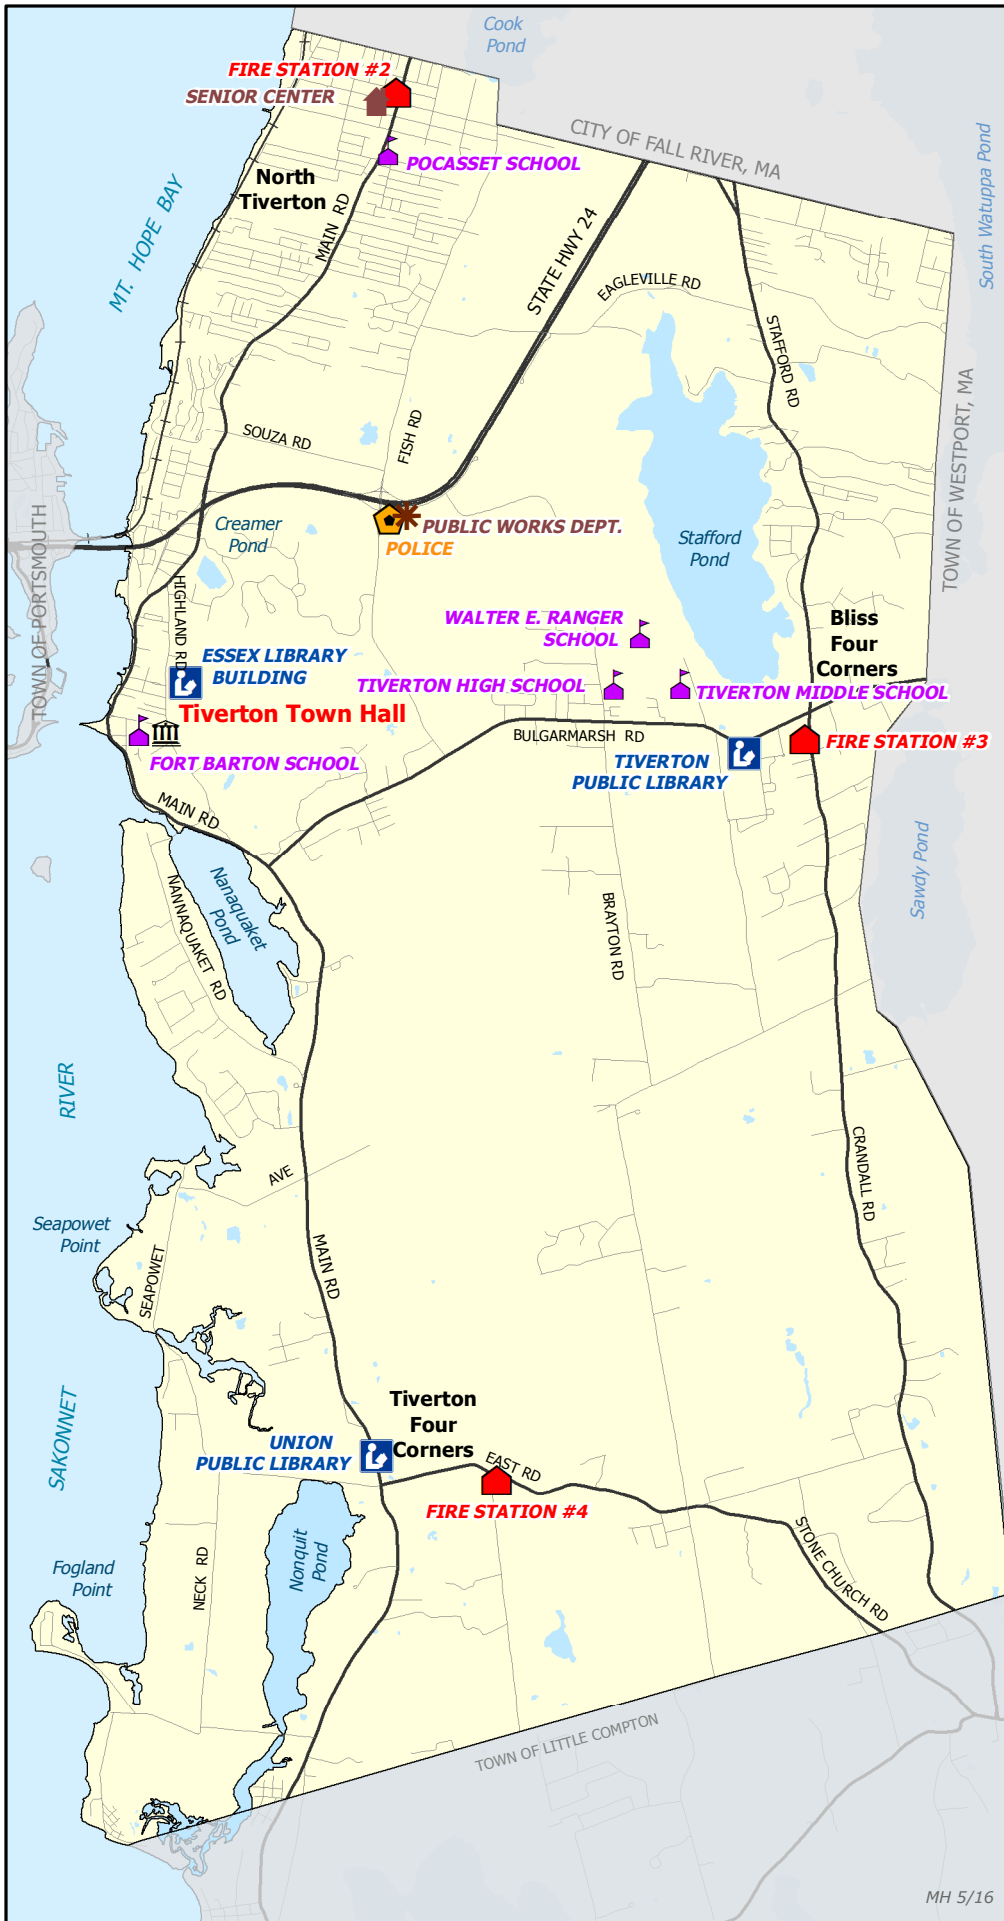 Cook
Pond
FIRE STATION #2
SENIOR CENTER
CITY OF FALL RIVER, MA
POCASSET SCHOOL
South Watuppa Pond
North
Tiverton
MT. HOPE BAY
MAIN RD
STATE HWY 24
EAGLEVILLE RD
STAFFORD RD
TOWN OF WESTPORT, MA
SOUZA RD
FISH RD
Creamer
Pond
PUBLIC WORKS DEPT.
POLICE
Stafford
Pond
TOWN OF PORTSMOUTH
HIGHLAND RD
WALTER E. RANGER
SCHOOL
Bliss
Four
Corners
ESSEX LIBRARY
BUILDING
TIVERTON HIGH SCHOOL
TIVERTON MIDDLE SCHOOL
Tiverton Town Hall
FORT BARTON SCHOOL
BULGARMARSH RD
FIRE STATION #3
TIVERTON
PUBLIC LIBRARY
MAIN RD
Nanaquaket
Pond
NANNAQUAKET RD
BRAYTON RD
Sawdy Pond
RIVER
AVE
CRANDALL RD
Seapowet
Point
SEAPOWET
MAIN RD
SAKONNET
Tiverton
Four
Corners
UNION
PUBLIC LIBRARY
EAST RD
FIRE STATION #4
STONE CHURCH RD
Nonquit
Pond
Fogland
Point
NECK RD
TOWN OF LITTLE COMPTON
MH 5/16